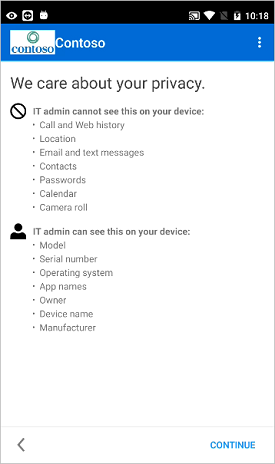 10:18
contoso Contoso
We care about your privacy.
IT admin cannot see this on your device:
• Call and Web history
• Location
• Email and text messages
• Contacts
• Passwords
• Calendar
• Camera roll
IT admin can see this on your device:
• Model
• Serial number
• Operating system
• App names
• Owner
• Device name
• Manufacturer
CONTINUE